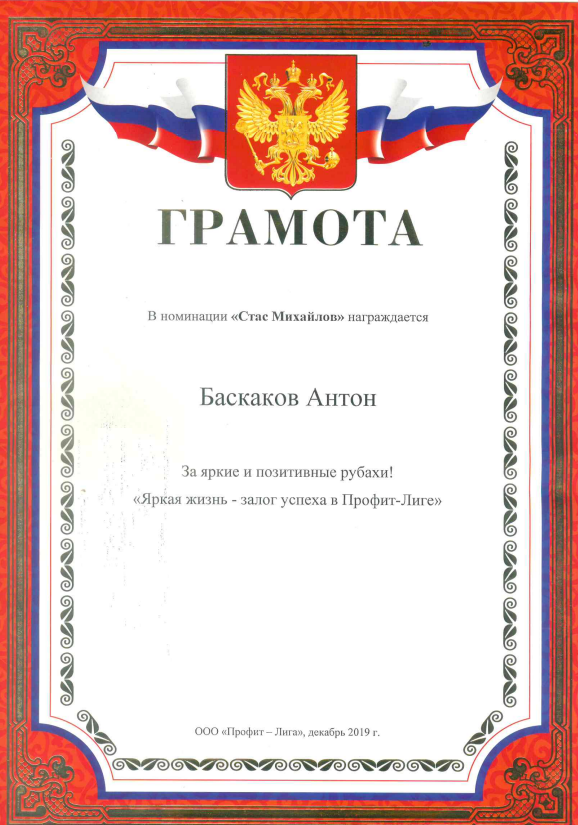 ГРАМОТА
В номинации «Стас Михайлов» награждается
Баскаков Антон
За яркие и позитивные рубахи!
«Яркая жизнь - залог успеха в Профит-Лиге»
ООО «Профит – Лига», декабрь 2019 г.